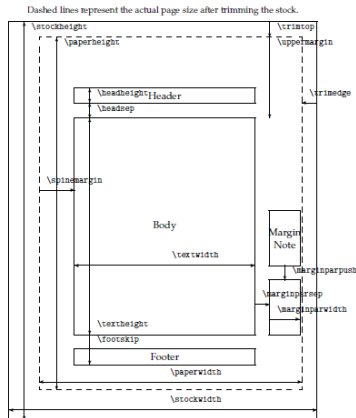 Dashed lines represent the actual page size after trimming the stock.
\stockheight
\trimtop
\paperheight
\uppermargin
\headheight
Header
\trimedge
\headsep
\spinemargin
Body
Margin
Note
\textwidth
\marginparpush
\marginparsep
\marginparwidth
\textheight
\footskip
Footer
\paperwidth
\stockwidth